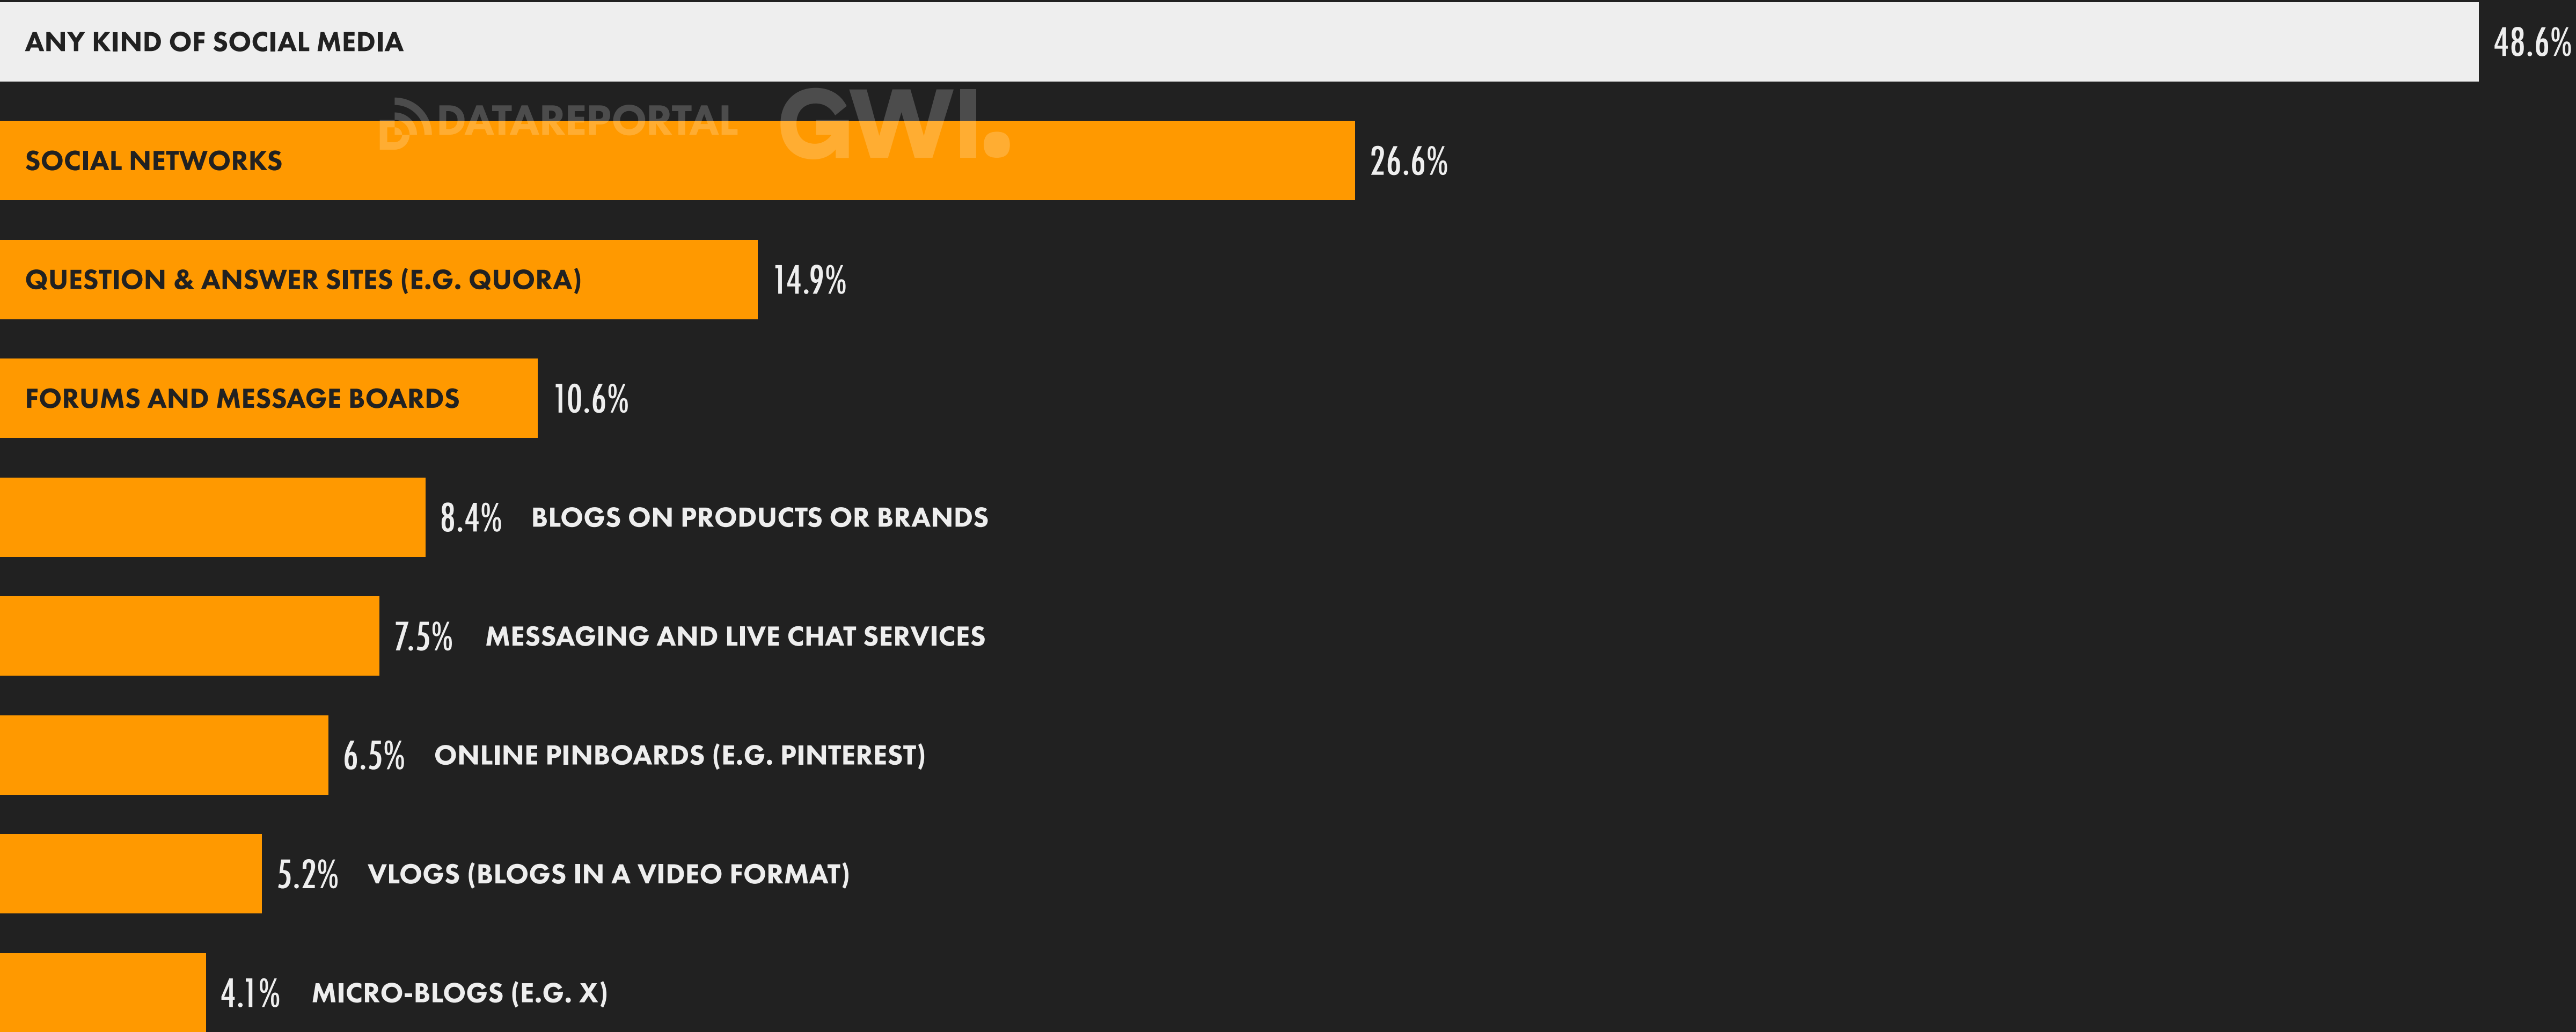 ANY KIND OF SOCIAL MEDIA 48.6%
DATAREPORTAL GWI.
SOCIAL NETWORKS 26.6%
QUESTION & ANSWER SITES (E.G. QUORA) 14.9%
FORUMS AND MESSAGE BOARDS 10.6%
8.4% BLOGS ON PRODUCTS OR BRANDS
7.5% MESSAGING AND LIVE CHAT SERVICES
6.5% ONLINE PINBOARDS (E.G. PINTEREST)
5.2% VLOGS (BLOGS IN A VIDEO FORMAT)
4.1% MICRO-BLOGS (E.G. X)